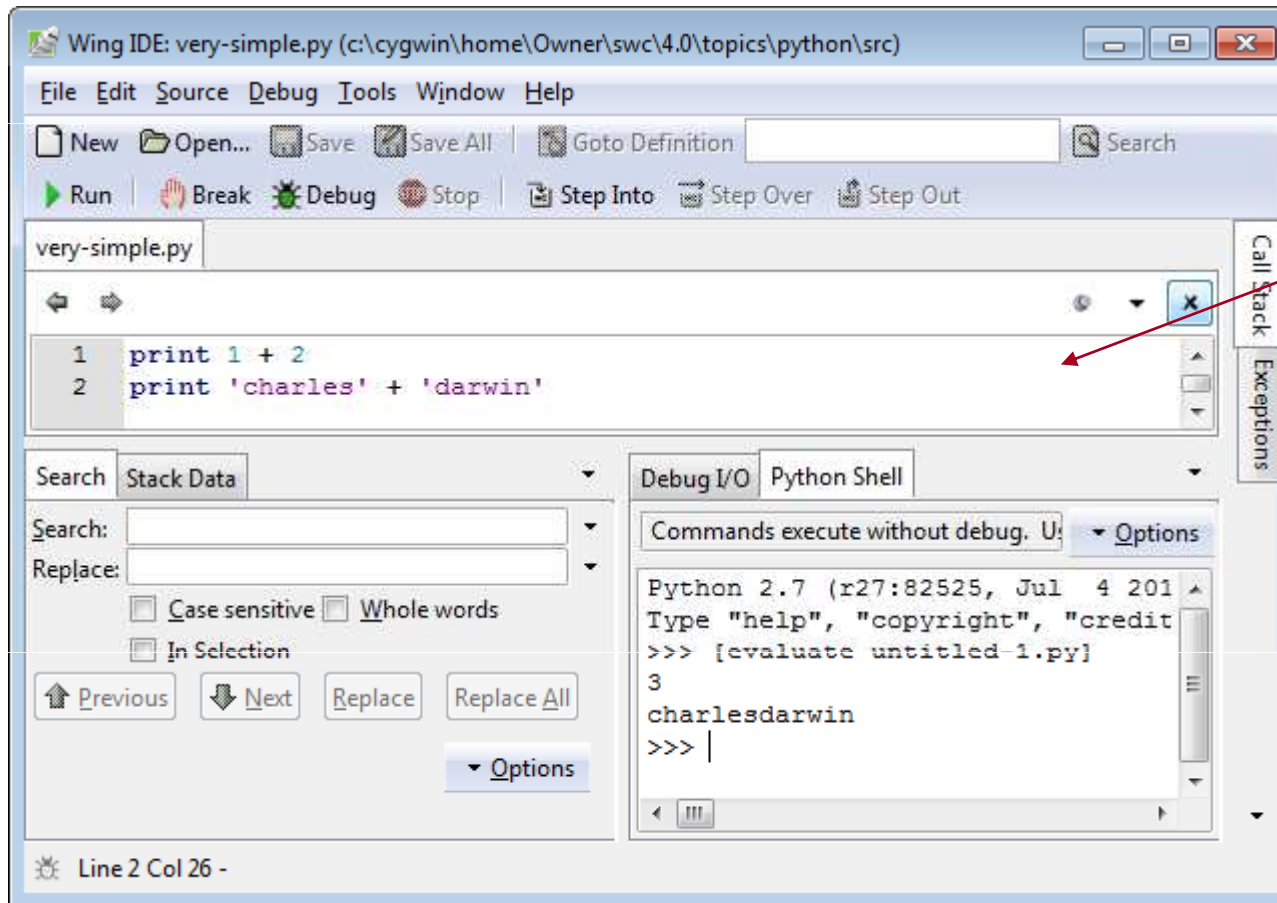 Wing IDE: very-simple.py (c:\cygwin\home\Owner\swc\4.0\topics\python\src)
File Edit Source Debug Tools Window Help
New Open... Save Save All Goto Definition Search
Run Break Debug Stop Step Into Step Over Step Out
very-simple.py
Call Stack
Exceptions
1 print 1 + 2
2 print 'charles' + 'darwin'
Search Stack Data
Search:
Replace:
Case sensitive Whole words
In Selection
Previous Next Replace Replace All
Options
Debug I/O Python Shell
Commands execute without debug. Options
Python 2.7 (r27:82525, Jul 4 201
Type "help", "copyright", "credit
>>> [evaluate untitled-1.py]
3
charlesdarwin
>>>
Line 2 Col 26 -